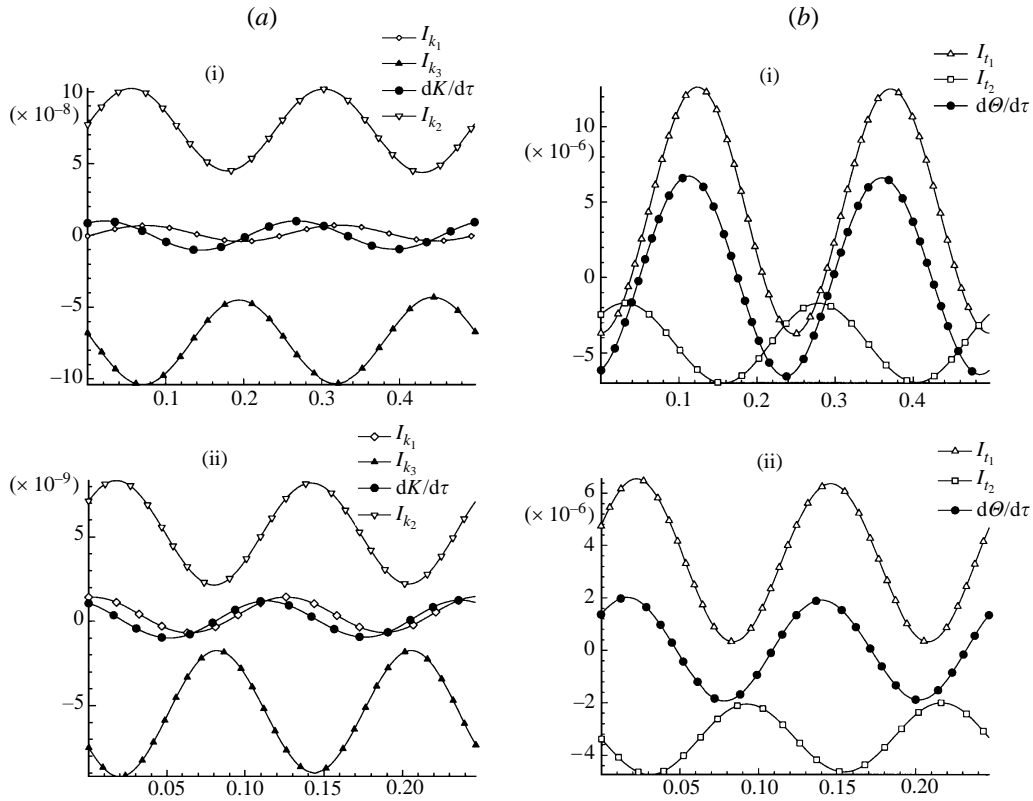 (a)
I_{k_1}
I_{k_3}
dK/dτ
I_{k_2}
(i)
10
(× 10^{-8})
5
0
−5
−10
0.1 0.2 0.3 0.4
(b)
I_{t_1}
I_{t_2}
dΘ/dτ
(i)
10
(× 10^{-6})
5
0
−5
0.1 0.2 0.3 0.4
I_{k_1}
I_{k_3}
dK/dτ
I_{k_2}
(ii)
(× 10^{-9})
5
0
−5
0.05 0.10 0.15 0.20
I_{t_1}
I_{t_2}
dΘ/dτ
(ii)
6
(× 10^{-6})
4
2
0
−2
−4
0.05 0.10 0.15 0.20